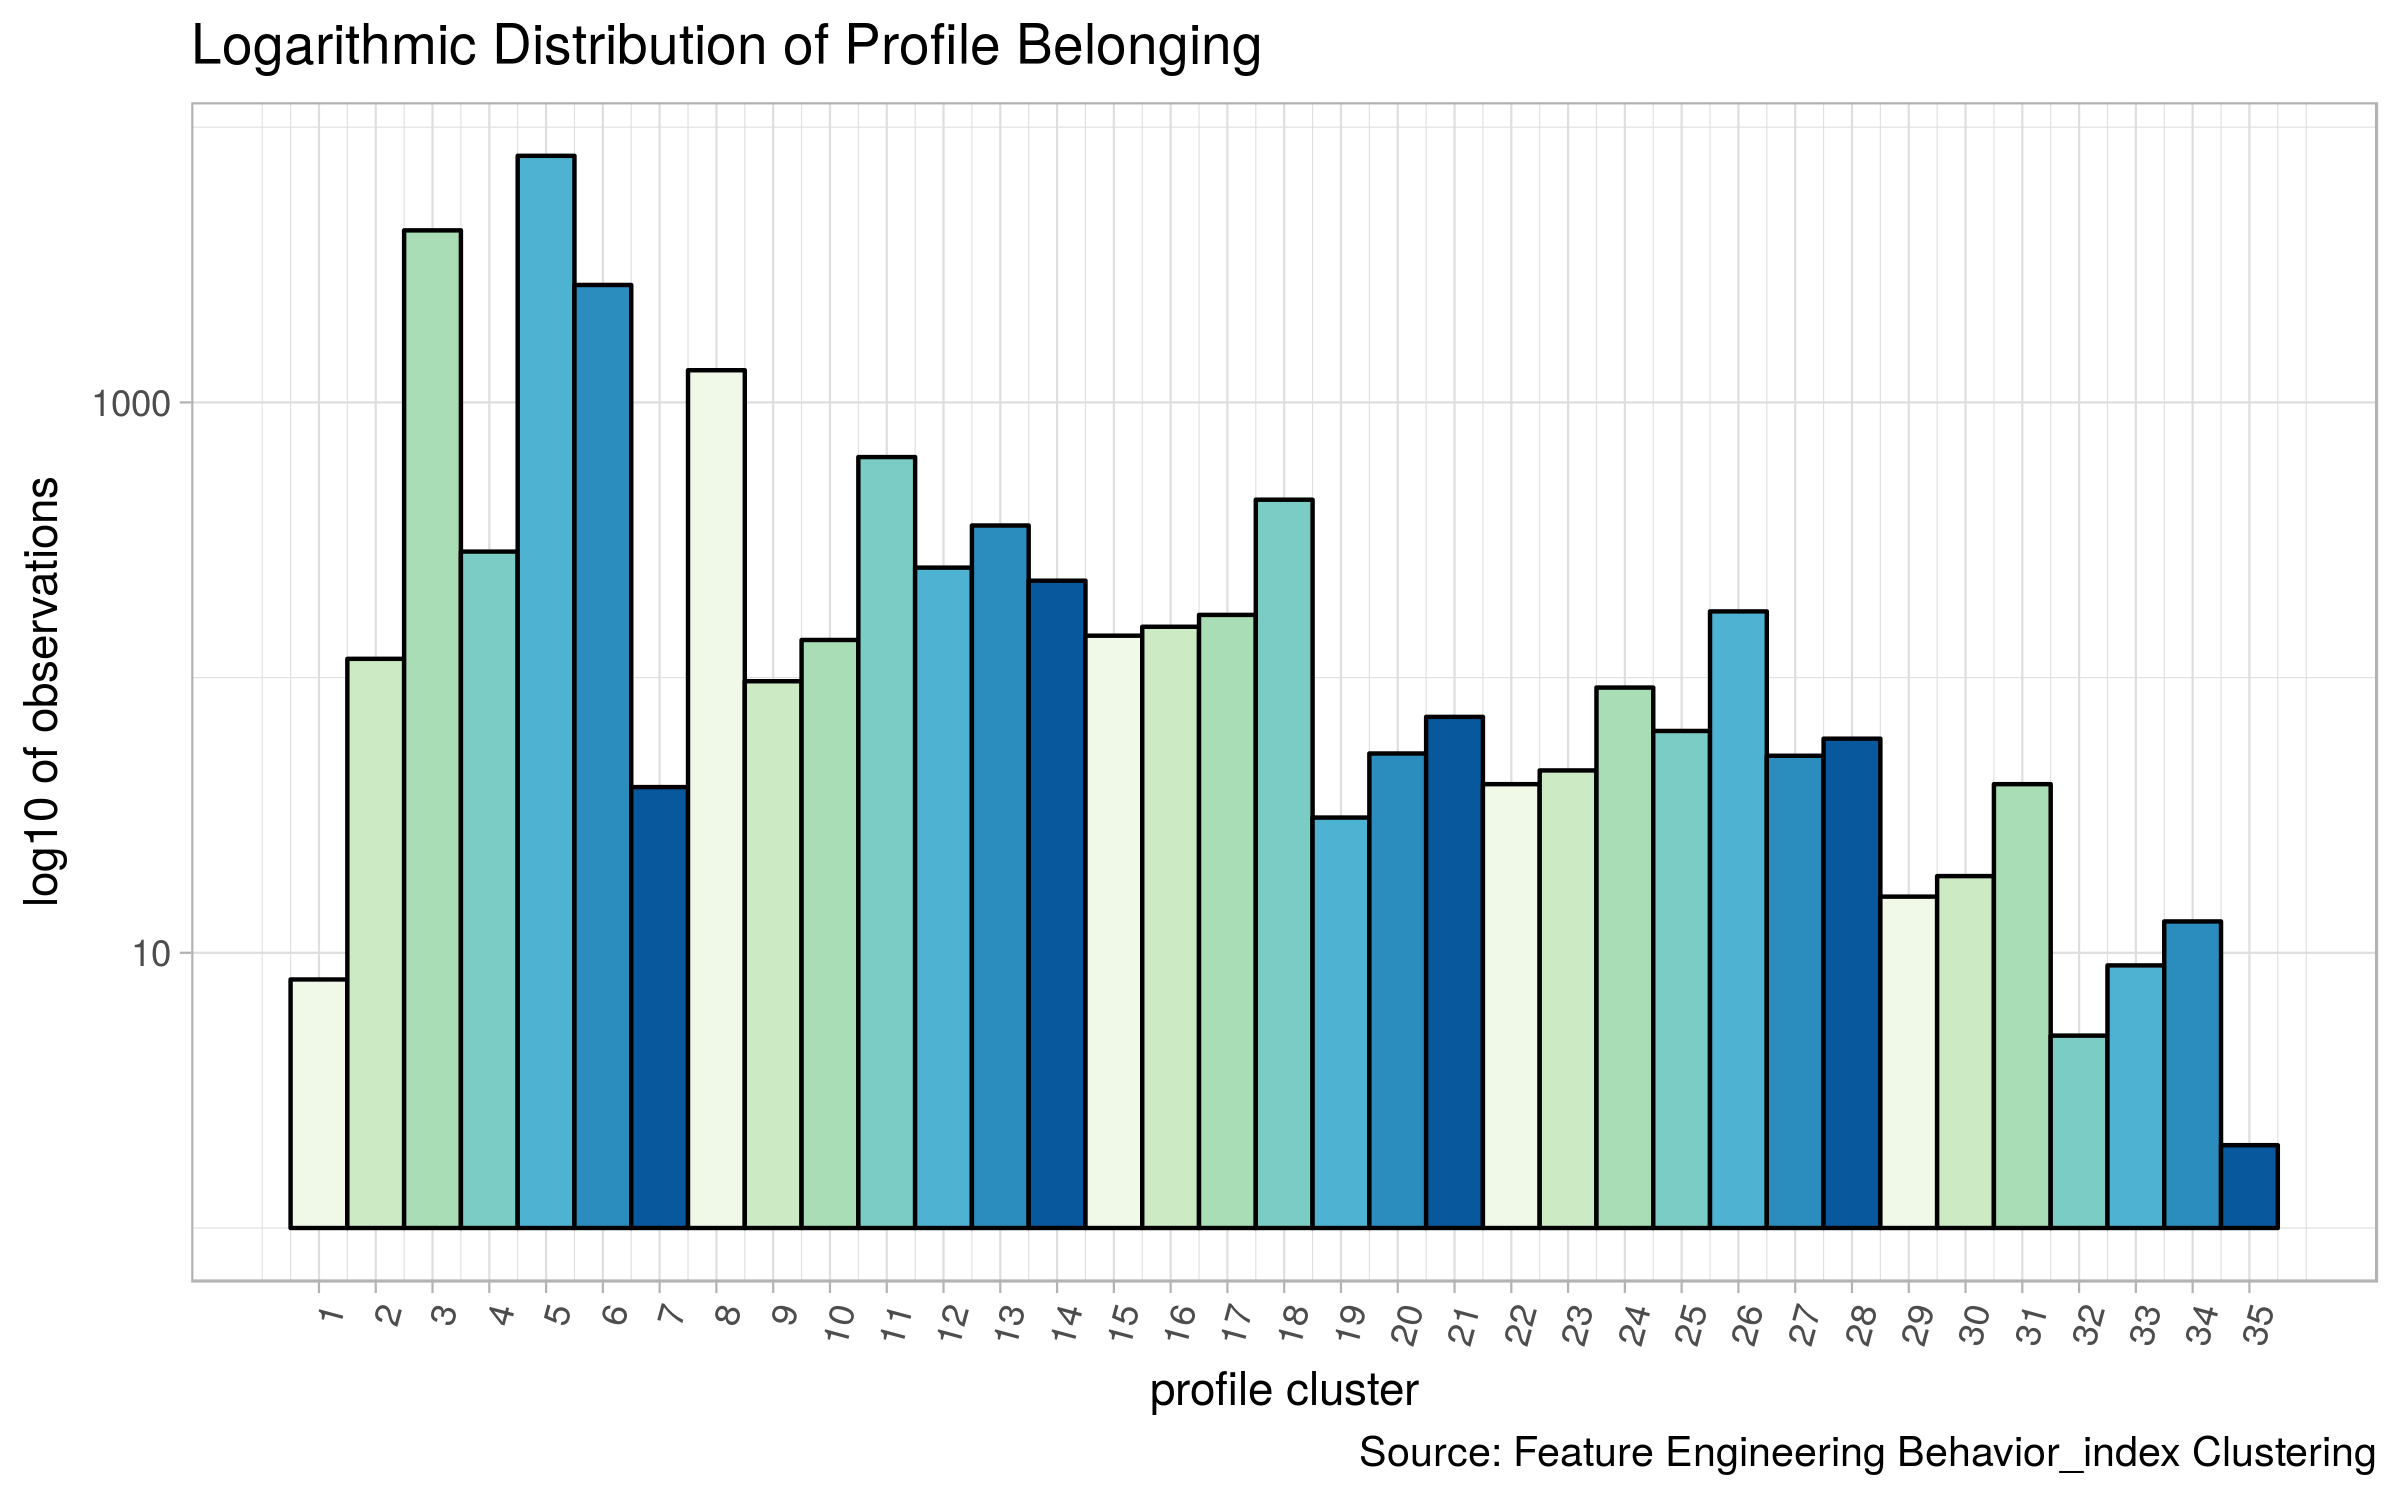 Logarithmic Distribution of Profile Belonging
log10 of observations
1000
10
1 2 3 4 5 6 7 8 9 10 11 12 13 14 15 16 17 18 19 20 21 22 23 24 25 26 27 28 29 30 31 32 33 34 35
profile cluster
Source: Feature Engineering Behavior_index Clustering